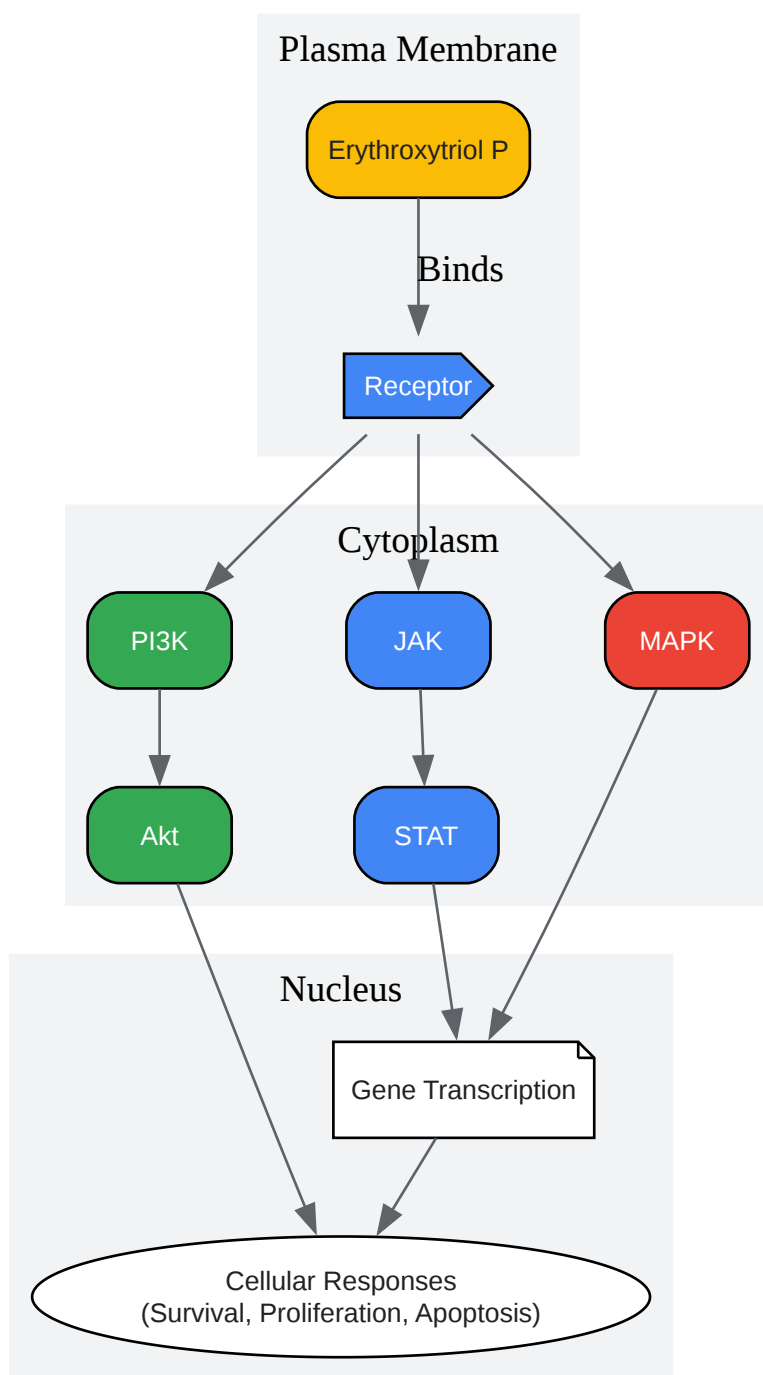 Plasma Membrane
Erythroxytriol P
Binds
Receptor
Cytoplasm
PI3K
JAK
MAPK
Akt
STAT
Nucleus
Gene Transcription
Cellular Responses
(Survival, Proliferation, Apoptosis)